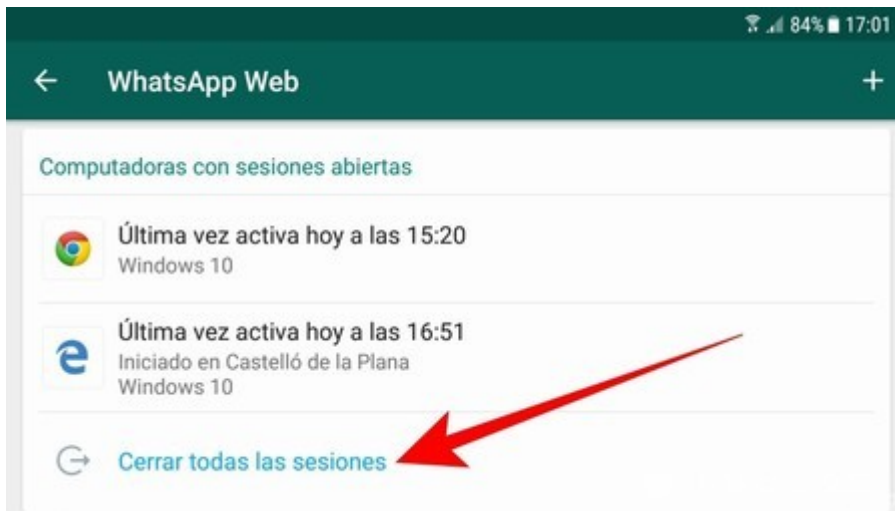 84% 17:01
WhatsApp Web
Computadoras con sesiones abiertas
Última vez activa hoy a las 15:20
Windows 10
Última vez activa hoy a las 16:51
Iniciado en Castelló de la Plana
Windows 10
Cerrar todas las sesiones